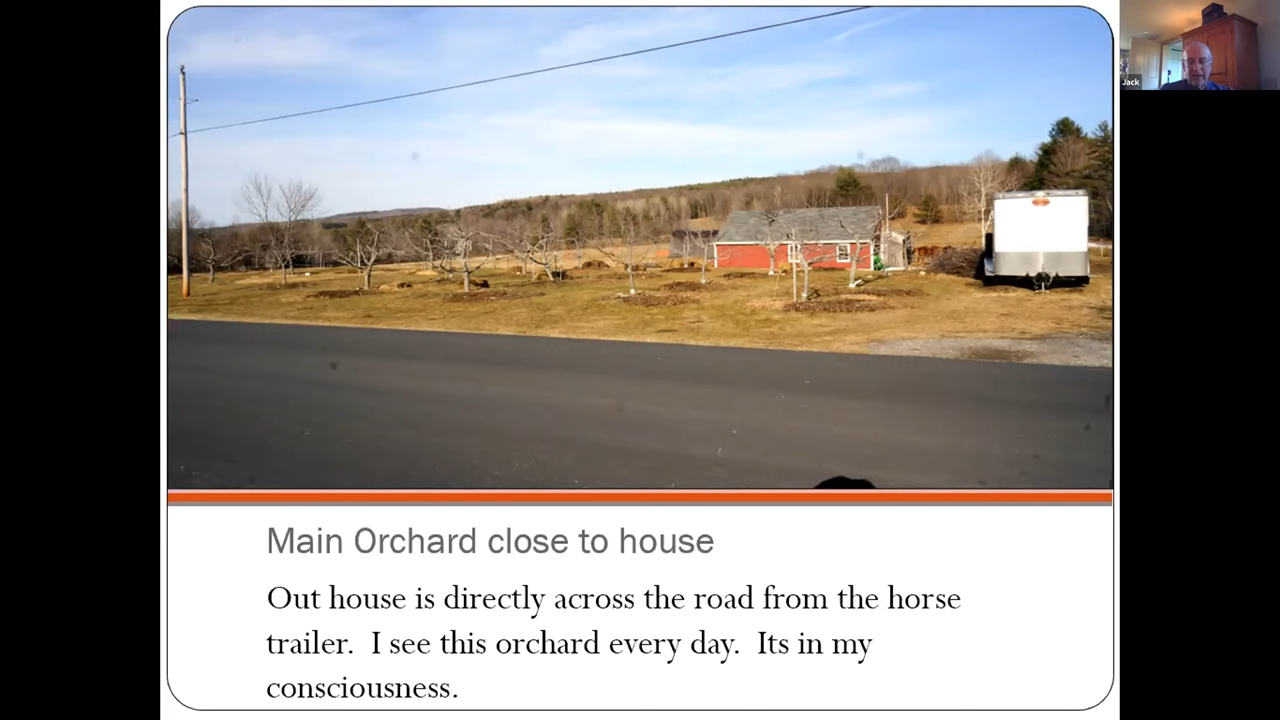 Jack
Main Orchard close to house
Out house is directly across the road from the horse
trailer.  I see this orchard every day.  Its in my
consciousness.